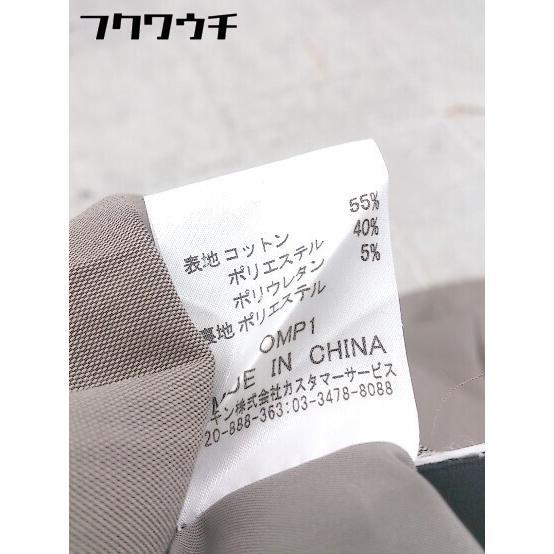 フクワウチ
表地 コットン 55%
ポリエステル 40%
ポリウレタン 5%
裏地 ポリエステル
OMP1
MADE IN CHINA
ン株式会社カスタマーサービス
20-888-363:03-3478-8088